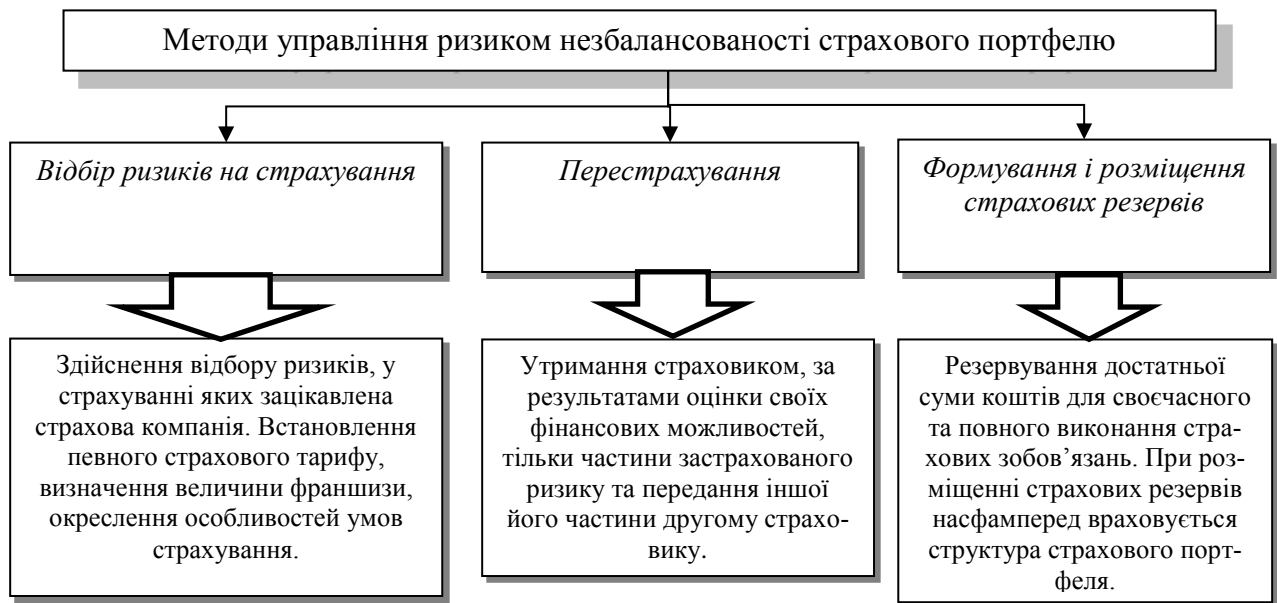 Методи управління ризиком незбалансованості страхового портфелю
Відбір ризиків на страхування
Перестрахування
Формування і розміщення
страхових резервів
Здійснення відбору ризиків, у
страхуванні яких зацікавлена
страхова компанія. Встановлення
певного страхового тарифу,
визначення величини франшизи,
окреслення особливостей умов
страхування.
Утримання страховиком, за
результатами оцінки своїх
фінансових можливостей,
тільки частини застрахованого
ризику та передання іншої
його частини другому страхо-
вику.
Резервування достатньої
суми коштів для своєчасного
та повного виконання стра-
хових зобов’язань. При роз-
міщенні страхових резервів
насфамперед враховується
структура страхового порт-
феля.